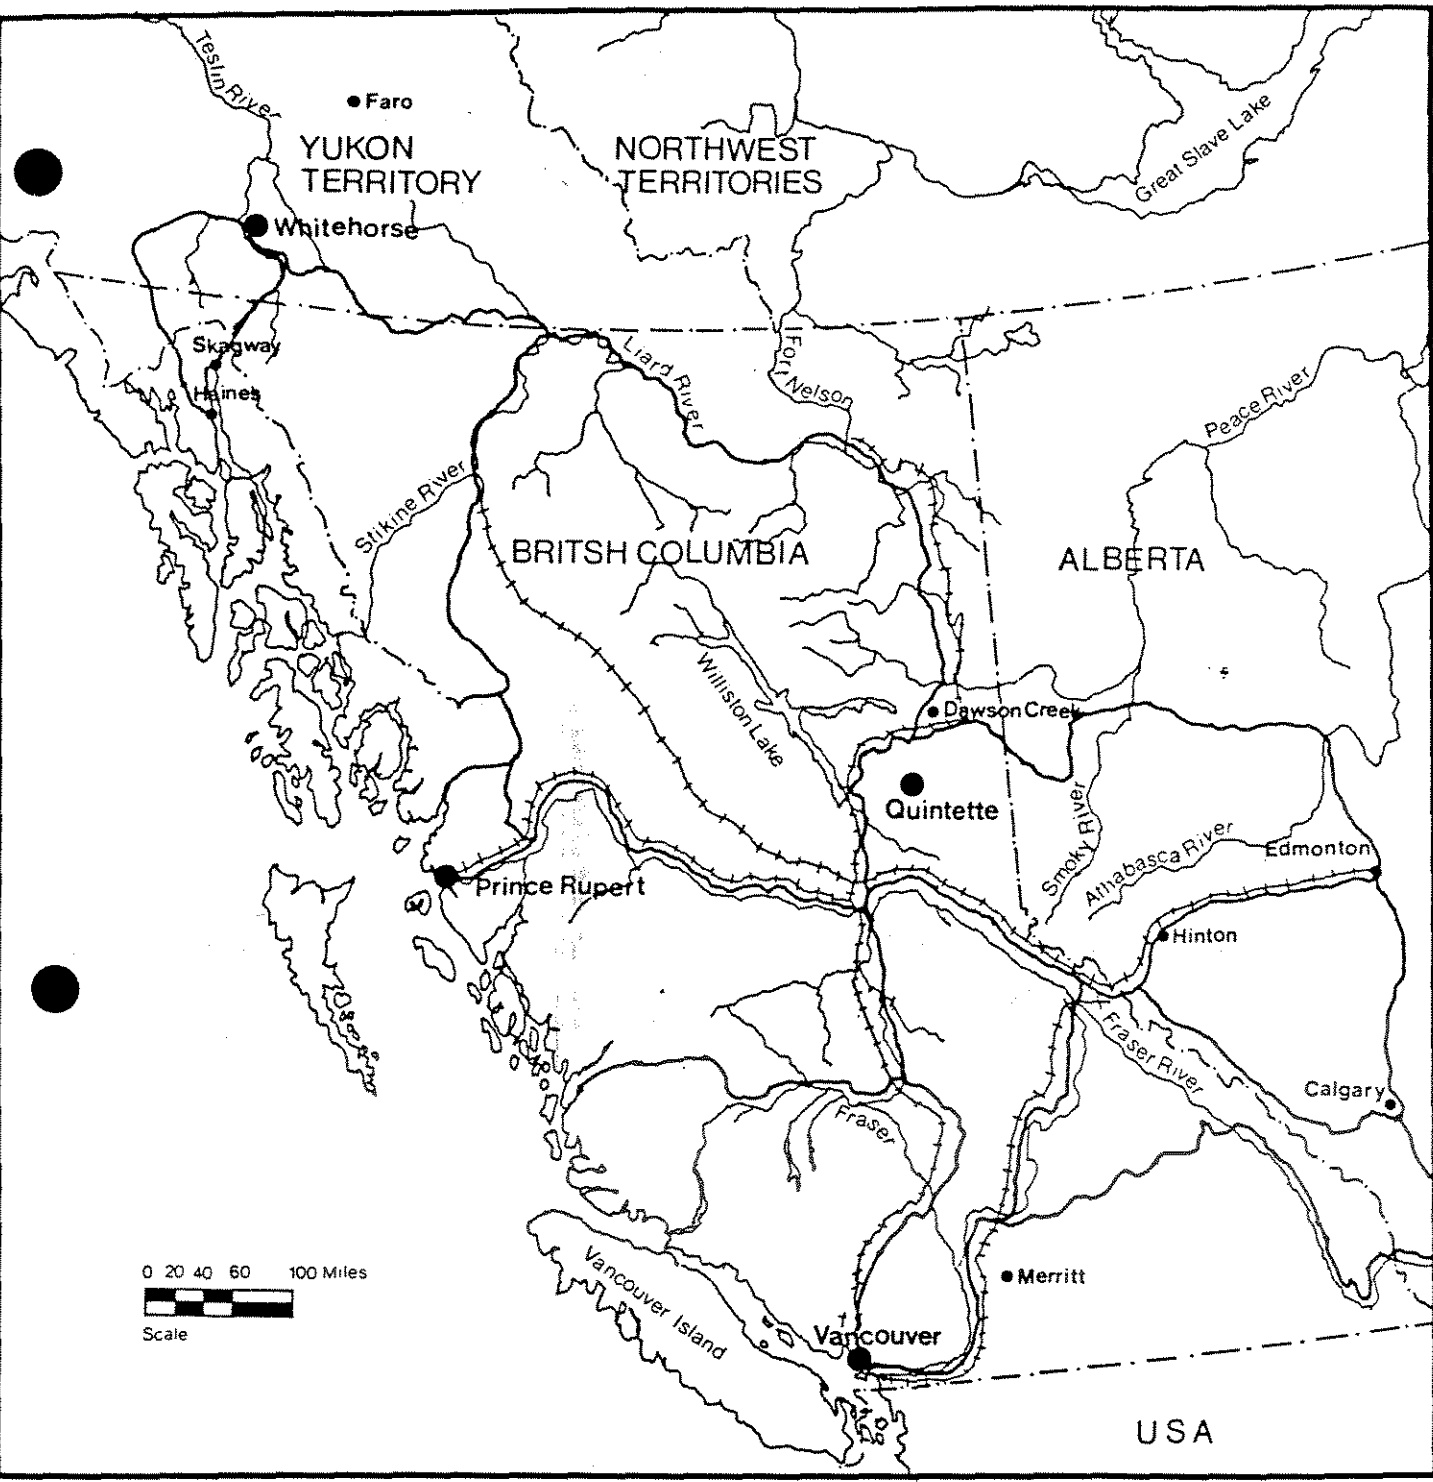 Teslin River
Faro
YUKON
TERRITORY
NORTHWEST
TERRITORIES
Great Slave Lake
Whitehorse
Skagway
Haines
Liard River
Fort Nelson
Peace River
Stikine River
BRITSH COLUMBIA
ALBERTA
Williston Lake
Dawson Creek
Quintette
Smoky River
Athabasca River
Edmonton
Prince Rupert
Hinton
Fraser River
Calgary
Fraser
Vancouver Island
0 20 40 60 100 Miles
Scale
Merritt
Vancouver
USA